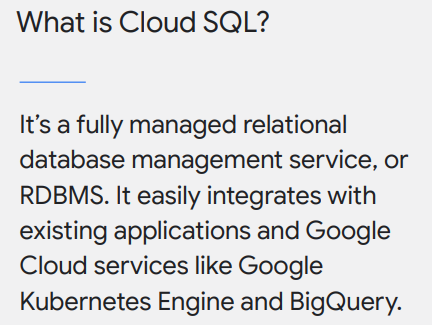 What is Cloud SQL?
It’s a fully managed relational
database management service, or
RDBMS. It easily integrates with
existing applications and Google
Cloud services like Google
Kubernetes Engine and BigQuery.